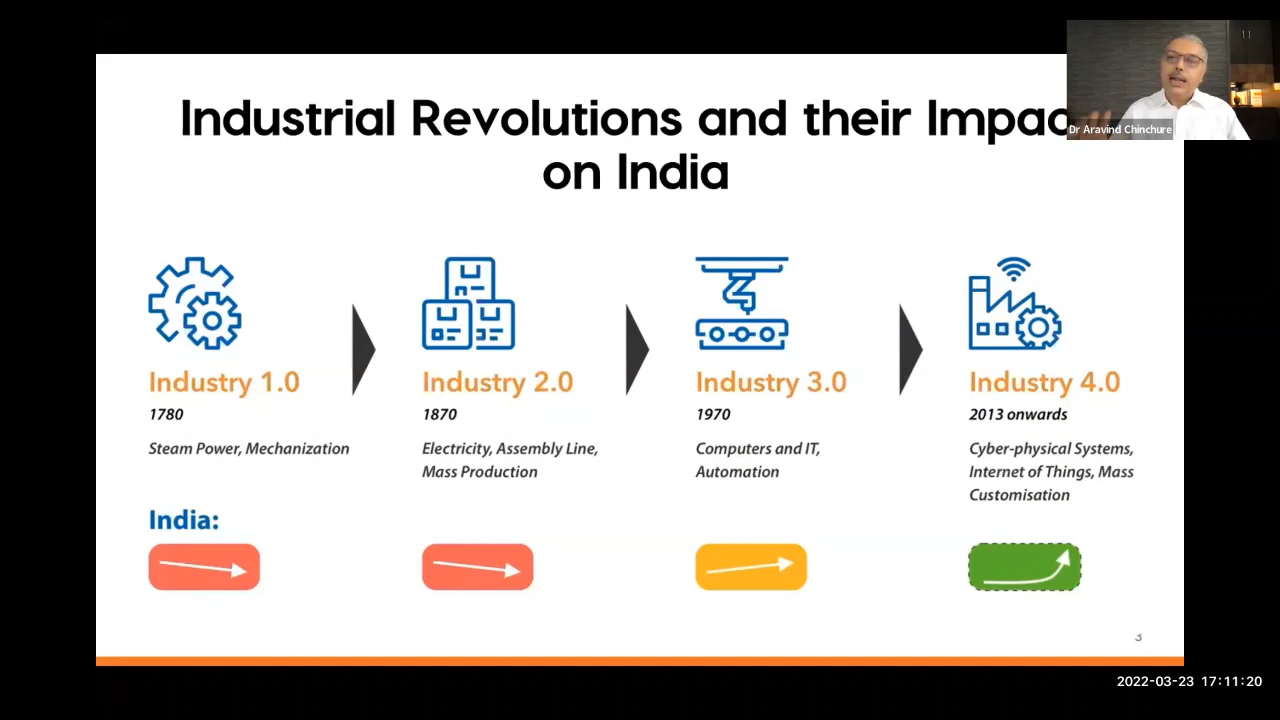 Industrial Revolutions and their Impac
on India
Dr Aravind Chinchure
Industry 1.0
1780
Steam Power, Mechanization
Industry 2.0
1870
Electricity, Assembly Line,
Mass Production
Industry 3.0
1970
Computers and IT,
Automation
Industry 4.0
2013 onwards
Cyber-physical Systems,
Internet of Things, Mass
Customisation
India:
3
2022-03-23 17:11:20